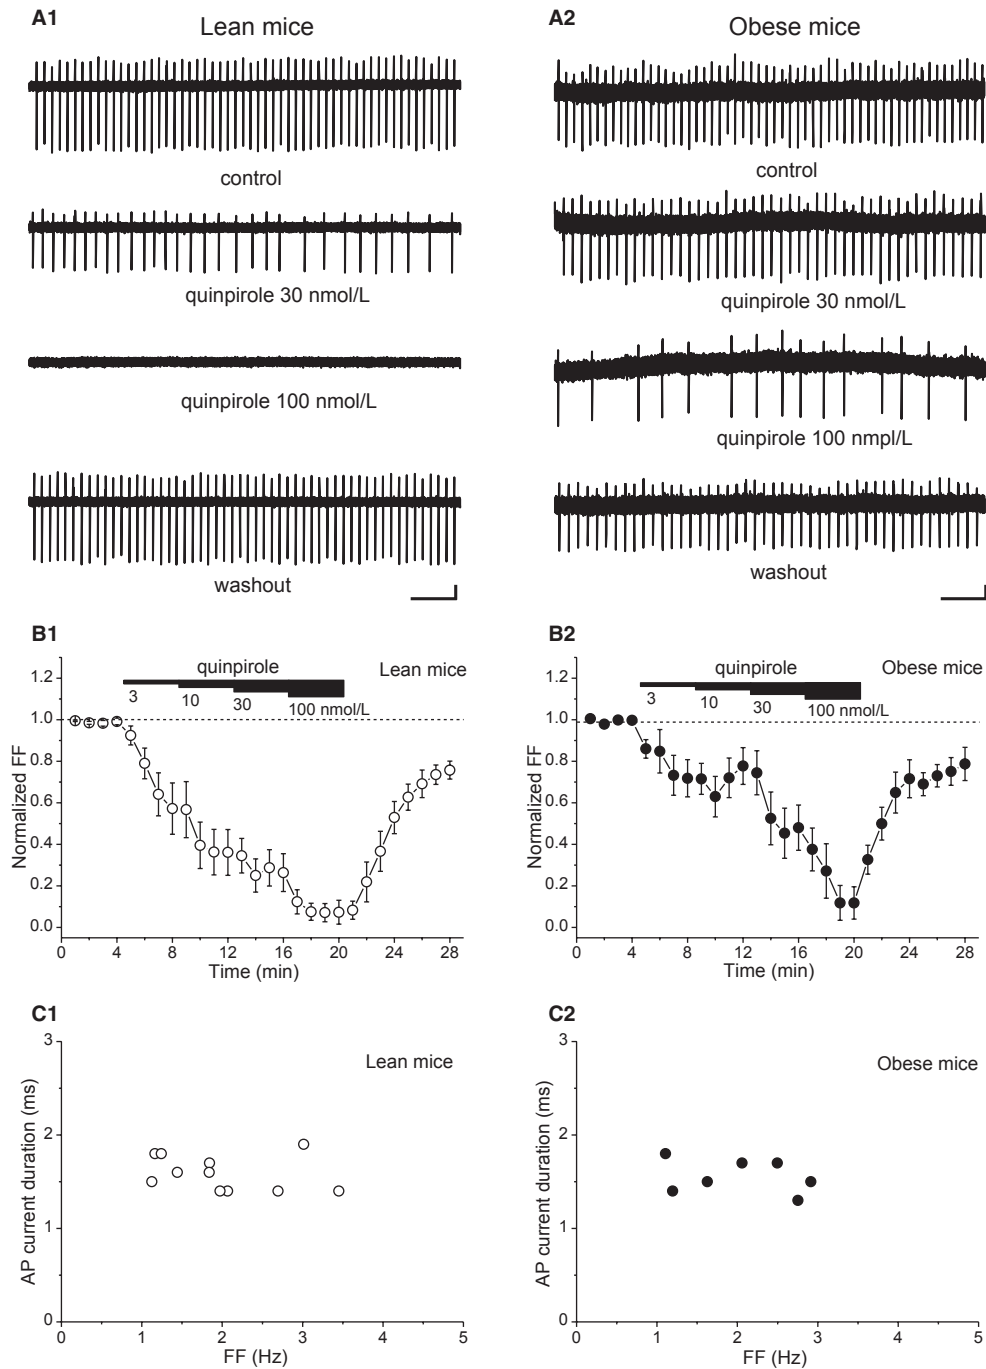 A1
Lean mice
control
quinpirole 30 nmol/L
quinpirole 100 nmol/L
washout
A2
Obese mice
control
quinpirole 30 nmol/L
quinpirole 100 nmpl/L
washout
B1
quinpirole
Lean mice
3
10
30
100 nmol/L
Normalized FF
1.2
1.0
0.8
0.6
0.4
0.2
0.0
0 4 8 12 16 20 24 28
Time (min)
B2
quinpirole
Obese mice
3
10
30
100 nmol/L
Normalized FF
1.2
1.0
0.8
0.6
0.4
0.2
0.0
0 4 8 12 16 20 24 28
Time (min)
C1
Lean mice
AP current duration (ms)
3
2
1
0
0 1 2 3 4 5
FF (Hz)
C2
Obese mice
AP current duration (ms)
3
2
1
0
0 1 2 3 4 5
FF (Hz)